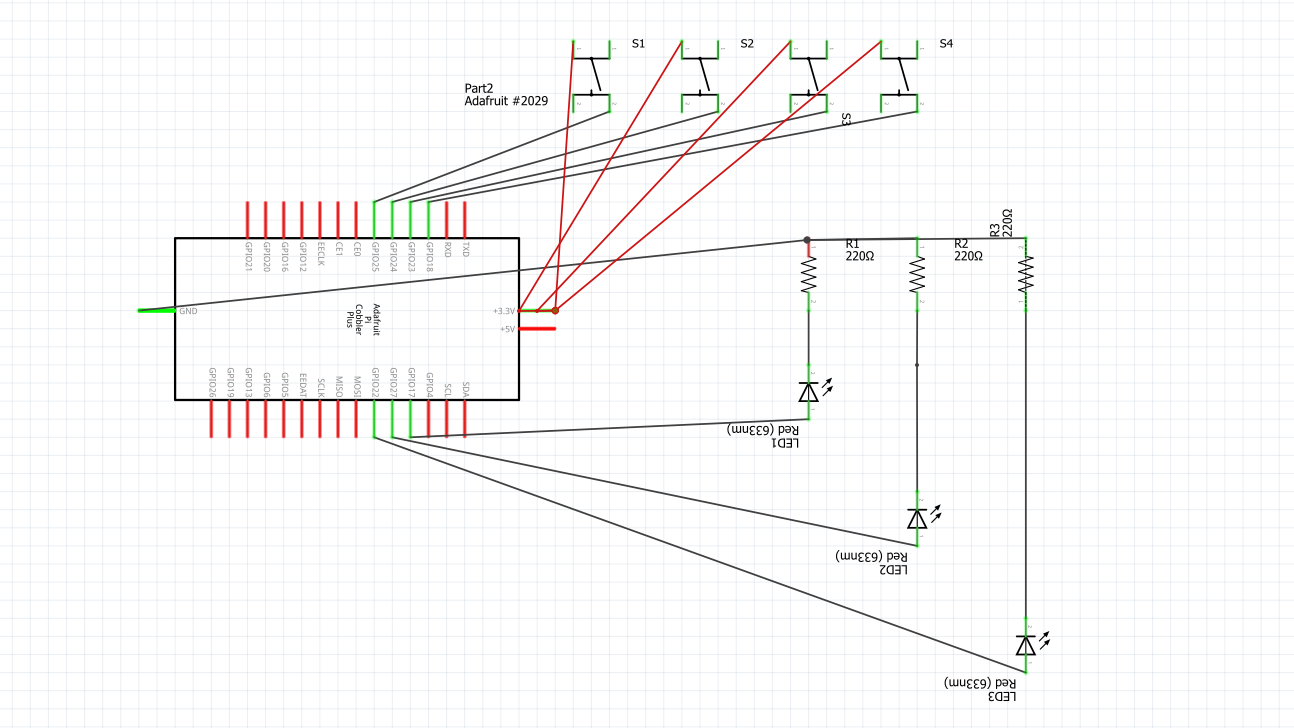 S1
S2
S4
Part2
Adafruit #2029
S3
GPIO21
GPIO20
GPIO16
GPIO12
EECLK
CE1
CE0
GPIO25
GPIO24
GPIO23
GPIO18
RXD
TXD
R3
220Ω
R1
220Ω
R2
220Ω
GND
Adafruit
Pi
Cobbler
Plus
+3.3V
+5V
GPIO26
GPIO19
GPIO13
GPIO6
GPIO5
EEDAT
SCLK
MISO
MOSI
GPIO22
GPIO27
GPIO17
GPIO4
SCL
SDA
Red (633nm)
LED1
Red (633nm)
LED2
Red (633nm)
LED3